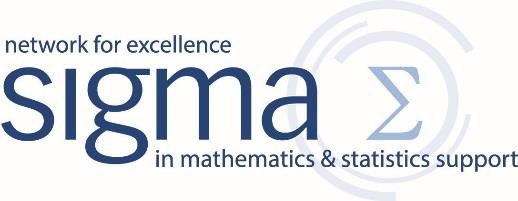 network for excellence
sigma Σ
in mathematics & statistics support